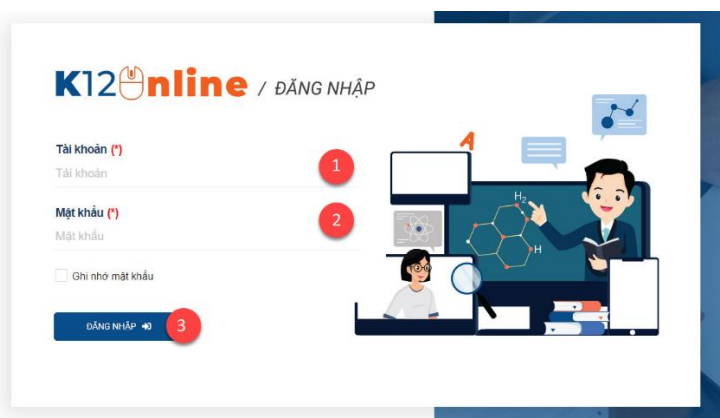 K12Online / ĐĂNG NHẬP
Tài khoản (*)
Tài khoản
1
Mật khẩu (*)
Mật khẩu
2
Ghi nhớ mật khẩu
ĐĂNG NHẬP
3
A
H2
H